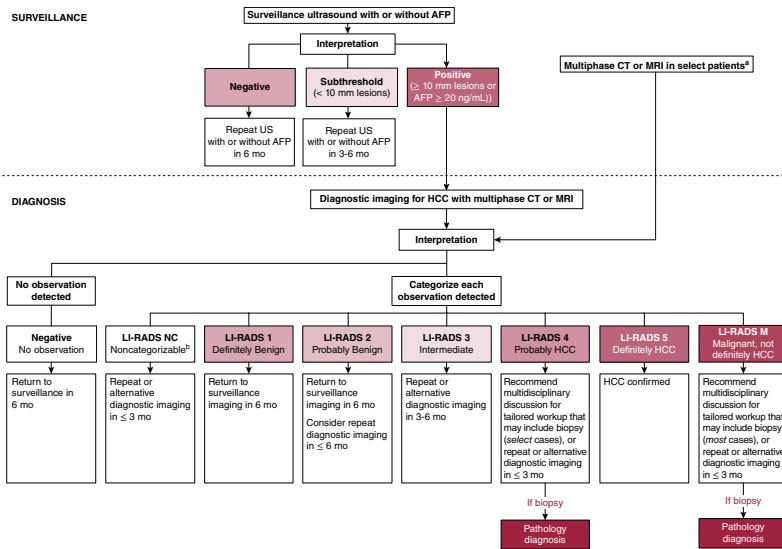 SURVEILLANCE
Surveillance ultrasound with or without AFP
Interpretation
Negative
Subthreshold
(< 10 mm lesions)
Positive
(≥ 10 mm lesions or
AFP ≥ 20 ng/mL))
Multiphase CT or MRI in select patientsᵃ
Repeat US
with or without AFP
in 6 mo
Repeat US
with or without AFP
in 3-6 mo
DIAGNOSIS
Diagnostic imaging for HCC with multiphase CT or MRI
Interpretation
No observation
detected
Categorize each
observation detected
Negative
No observation
LI-RADS NC
Noncategorizableᵇ
LI-RADS 1
Definitely Benign
LI-RADS 2
Probably Benign
LI-RADS 3
Intermediate
LI-RADS 4
Probably HCC
LI-RADS 5
Definitely HCC
LI-RADS M
Malignant, not
definitely HCC
Return to
surveillance in
6 mo
Repeat or
alternative
diagnostic imaging
in ≤ 3 mo
Return to
surveillance
imaging in 6 mo
Return to
surveillance
imaging in 6 mo
Consider repeat
diagnostic imaging
in ≤ 6 mo
Repeat or
alternative
diagnostic imaging
in 3-6 mo
Recommend
multidisciplinary
discussion for
tailored workup that
may include biopsy
(select cases), or
repeat or alternative
diagnostic imaging
in ≤ 3 mo
HCC confirmed
Recommend
multidisciplinary
discussion for
tailored workup that
may include biopsy
(most cases), or
repeat or alternative
diagnostic imaging
in ≤ 3 mo
If biopsy
If biopsy
Pathology
diagnosis
Pathology
diagnosis